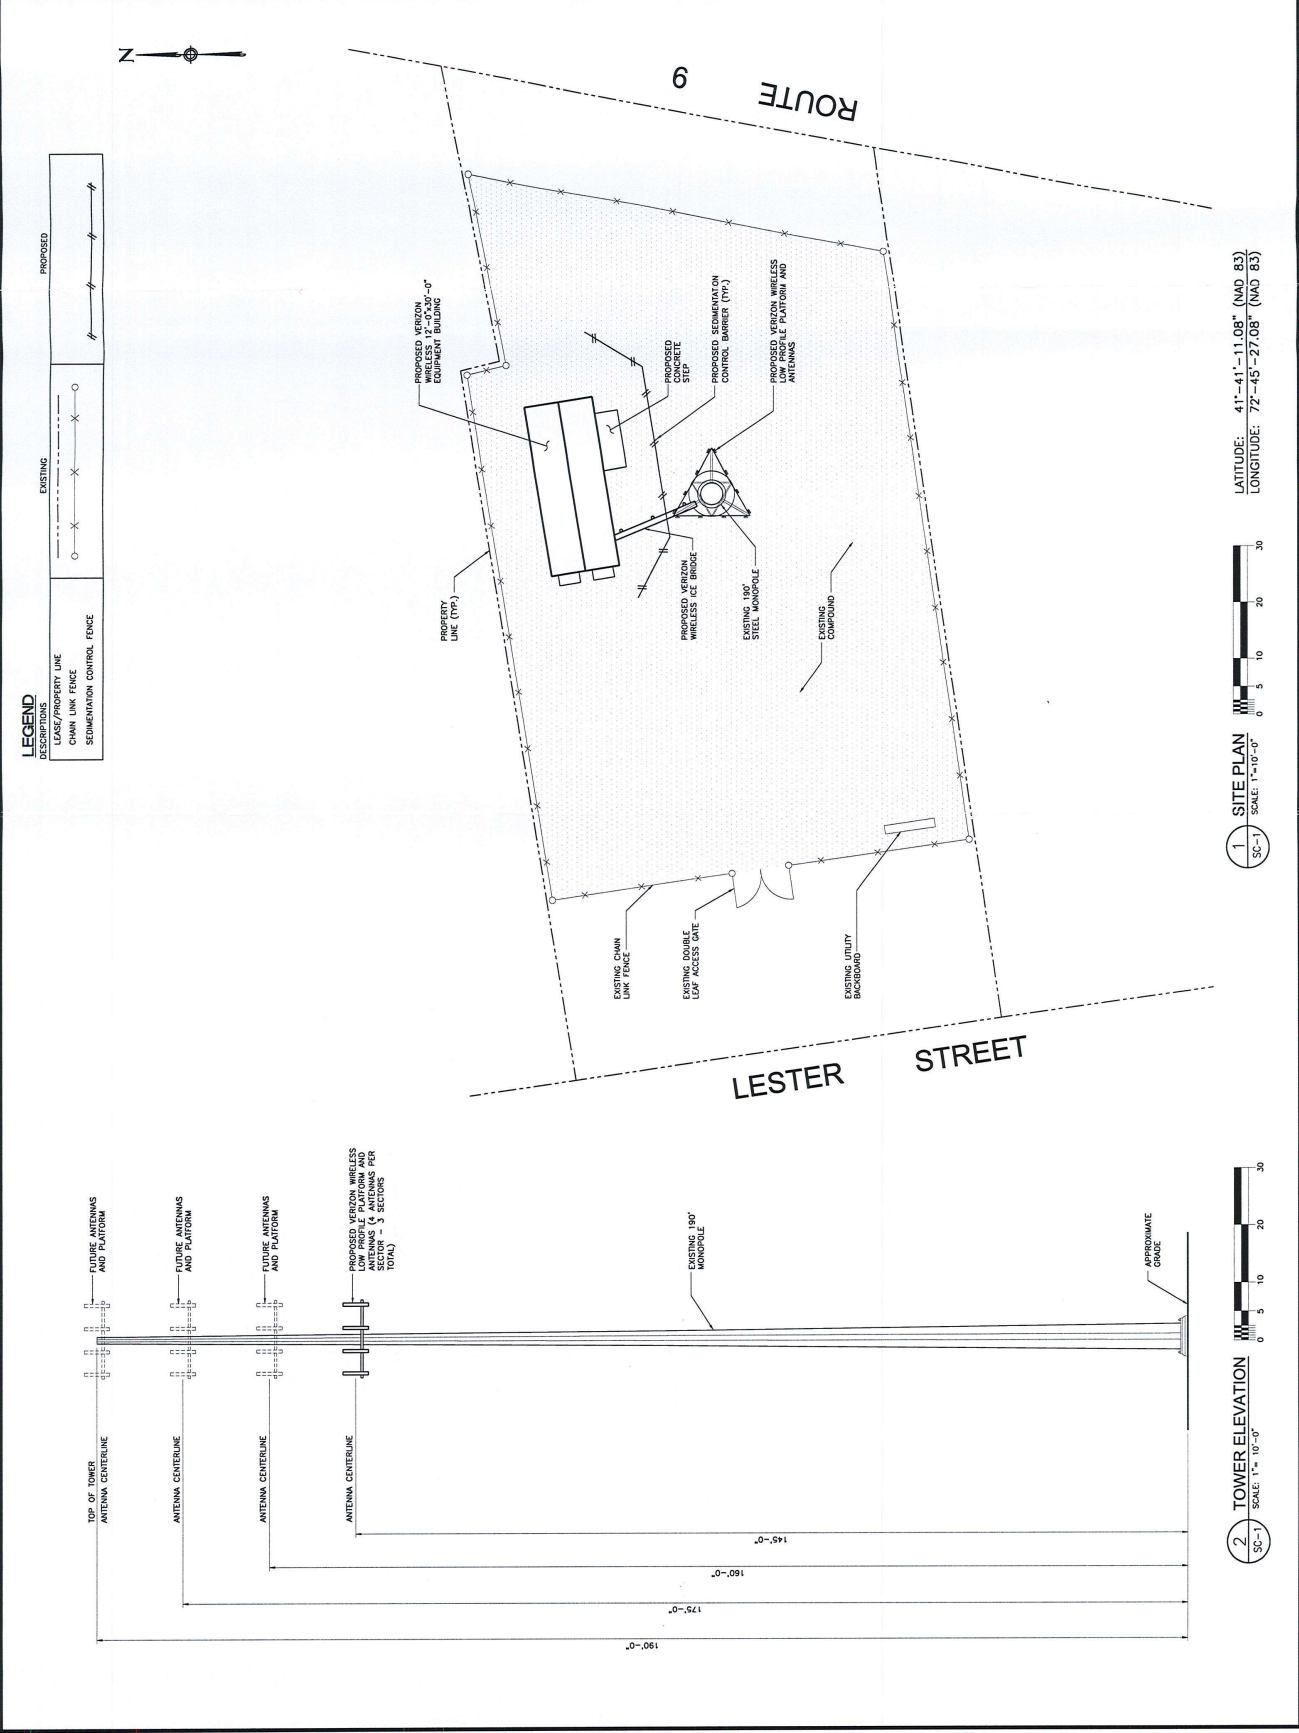 N
LEGEND
DESCRIPTIONS
EXISTING
PROPOSED
LEASE/PROPERTY LINE
CHAIN LINK FENCE
SEDIMENTATION CONTROL FENCE
ROUTE 9
PROPOSED VERIZON
WIRELESS 12'-0"x30'-0"
EQUIPMENT BUILDING
PROPERTY
LINE (TYP.)
PROPOSED
CONCRETE
STEP
PROPOSED SEDIMENTATION
CONTROL BARRIER (TYP.)
PROPOSED VERIZON WIRELESS
LOW PROFILE PLATFORM AND
ANTENNAS
PROPOSED VERIZON
WIRELESS ICE BRIDGE
EXISTING 190'
STEEL MONOPOLE
EXISTING
COMPOUND
EXISTING CHAIN
LINK FENCE
EXISTING DOUBLE
LEAF ACCESS GATE
EXISTING UTILITY
BACKBOARD
LESTER STREET
1
SC-1
SITE PLAN
SCALE: 1"=10'-0"
0 5 10 20 30
LATITUDE: 41°-41'-11.08" (NAD 83)
LONGITUDE: 72°-45'-27.08" (NAD 83)
TOP OF TOWER
ANTENNA CENTERLINE
ANTENNA CENTERLINE
ANTENNA CENTERLINE
ANTENNA CENTERLINE
FUTURE ANTENNAS
AND PLATFORM
FUTURE ANTENNAS
AND PLATFORM
FUTURE ANTENNAS
AND PLATFORM
PROPOSED VERIZON WIRELESS
LOW PROFILE PLATFORM AND
ANTENNAS (4 ANTENNAS PER
SECTOR - 3 SECTORS
TOTAL)
EXISTING 190'
MONOPOLE
APPROXIMATE
GRADE
190'-0"
175'-0"
160'-0"
145'-0"
2
SC-1
TOWER ELEVATION
SCALE: 1"= 10'-0"
0 5 10 20 30